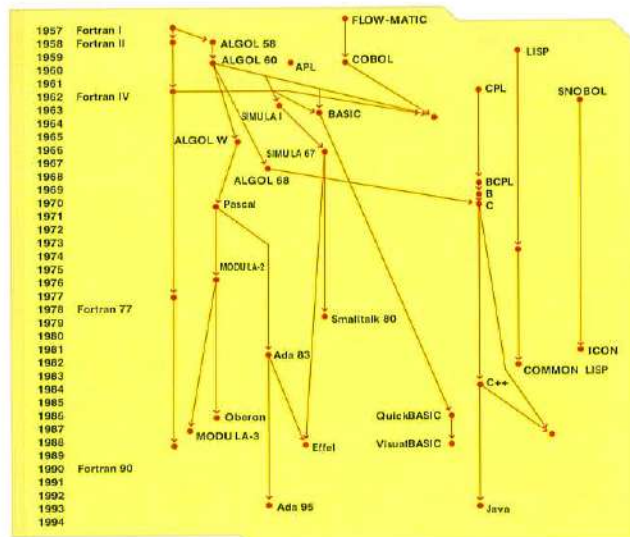 FLOW-MATIC
1957 Fortran I
1958 Fortran II ALGOL 58
1959 LISP
ALGOL 60 APL COBOL
1960
1961
CPL SNOBOL
1962 Fortran IV
1963 SIMULA I BASIC
1964
1965 ALGOL W
1966 SIMULA 67
1967
1968 ALGOL 68 BCPL
1969 B
1970 Pascal C
1971
1972
1973
1974
1975 MODULA-2
1976
1977
1978 Fortran 77 Smalltalk 80
1979
1980
1981 Ada 83 ICON
1982 COMMON LISP
1983
1984 C++
1985
1986 Oberon QuickBASIC
1987 MODULA-3
1988 Effel VisualBASIC
1989
1990 Fortran 90
1991
1992
1993 Ada 95 Java
1994